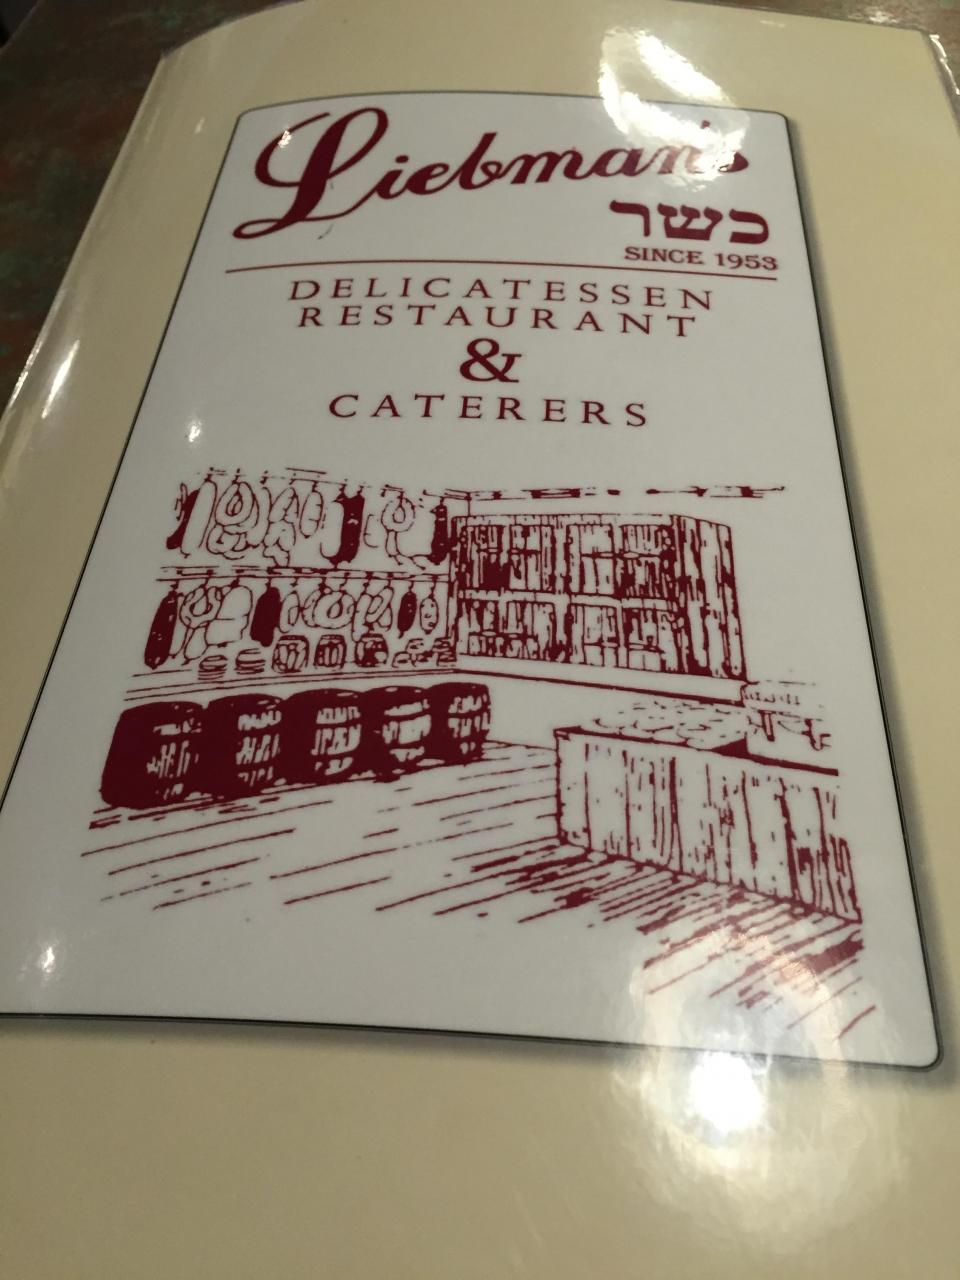 Liebman's
כשר
SINCE 1953
DELICATESSEN
RESTAURANT
&
CATERERS